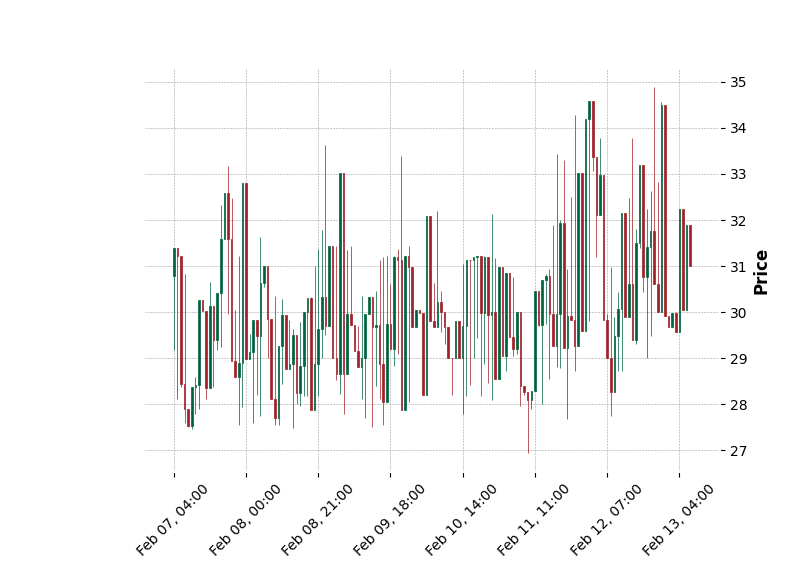 35
34
33
32
31
30
29
28
27
Price
Feb 07, 04:00
Feb 08, 00:00
Feb 08, 21:00
Feb 09, 18:00
Feb 10, 14:00
Feb 11, 11:00
Feb 12, 07:00
Feb 13, 04:00